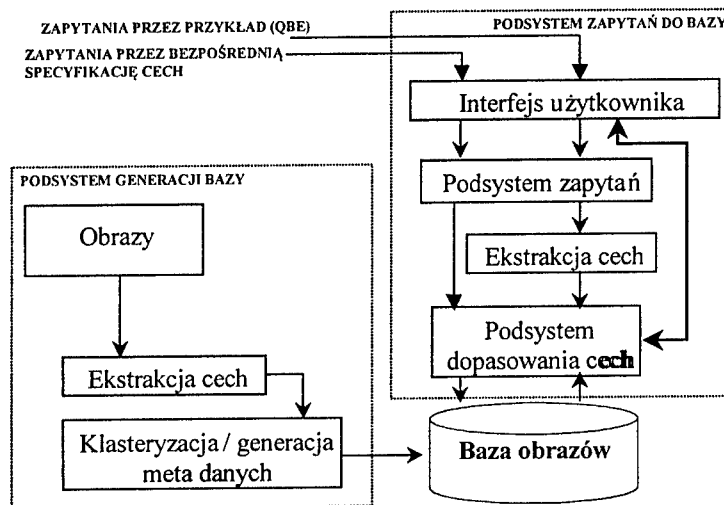 ZAPYTANIA PRZEZ PRZYKŁAD (QBE)
ZAPYTANIA PRZEZ BEZPOŚREDNIĄ
SPECYFIKACJĘ CECH
PODSYSTEM ZAPYTAŃ DO BAZY
Interfejs użytkownika
Podsystem zapytań
Ekstrakcja cech
Podsystem
dopasowania cech
PODSYSTEM GENERACJI BAZY
Obrazy
Ekstrakcja cech
Klasteryzacja / generacja
meta danych
Baza obrazów